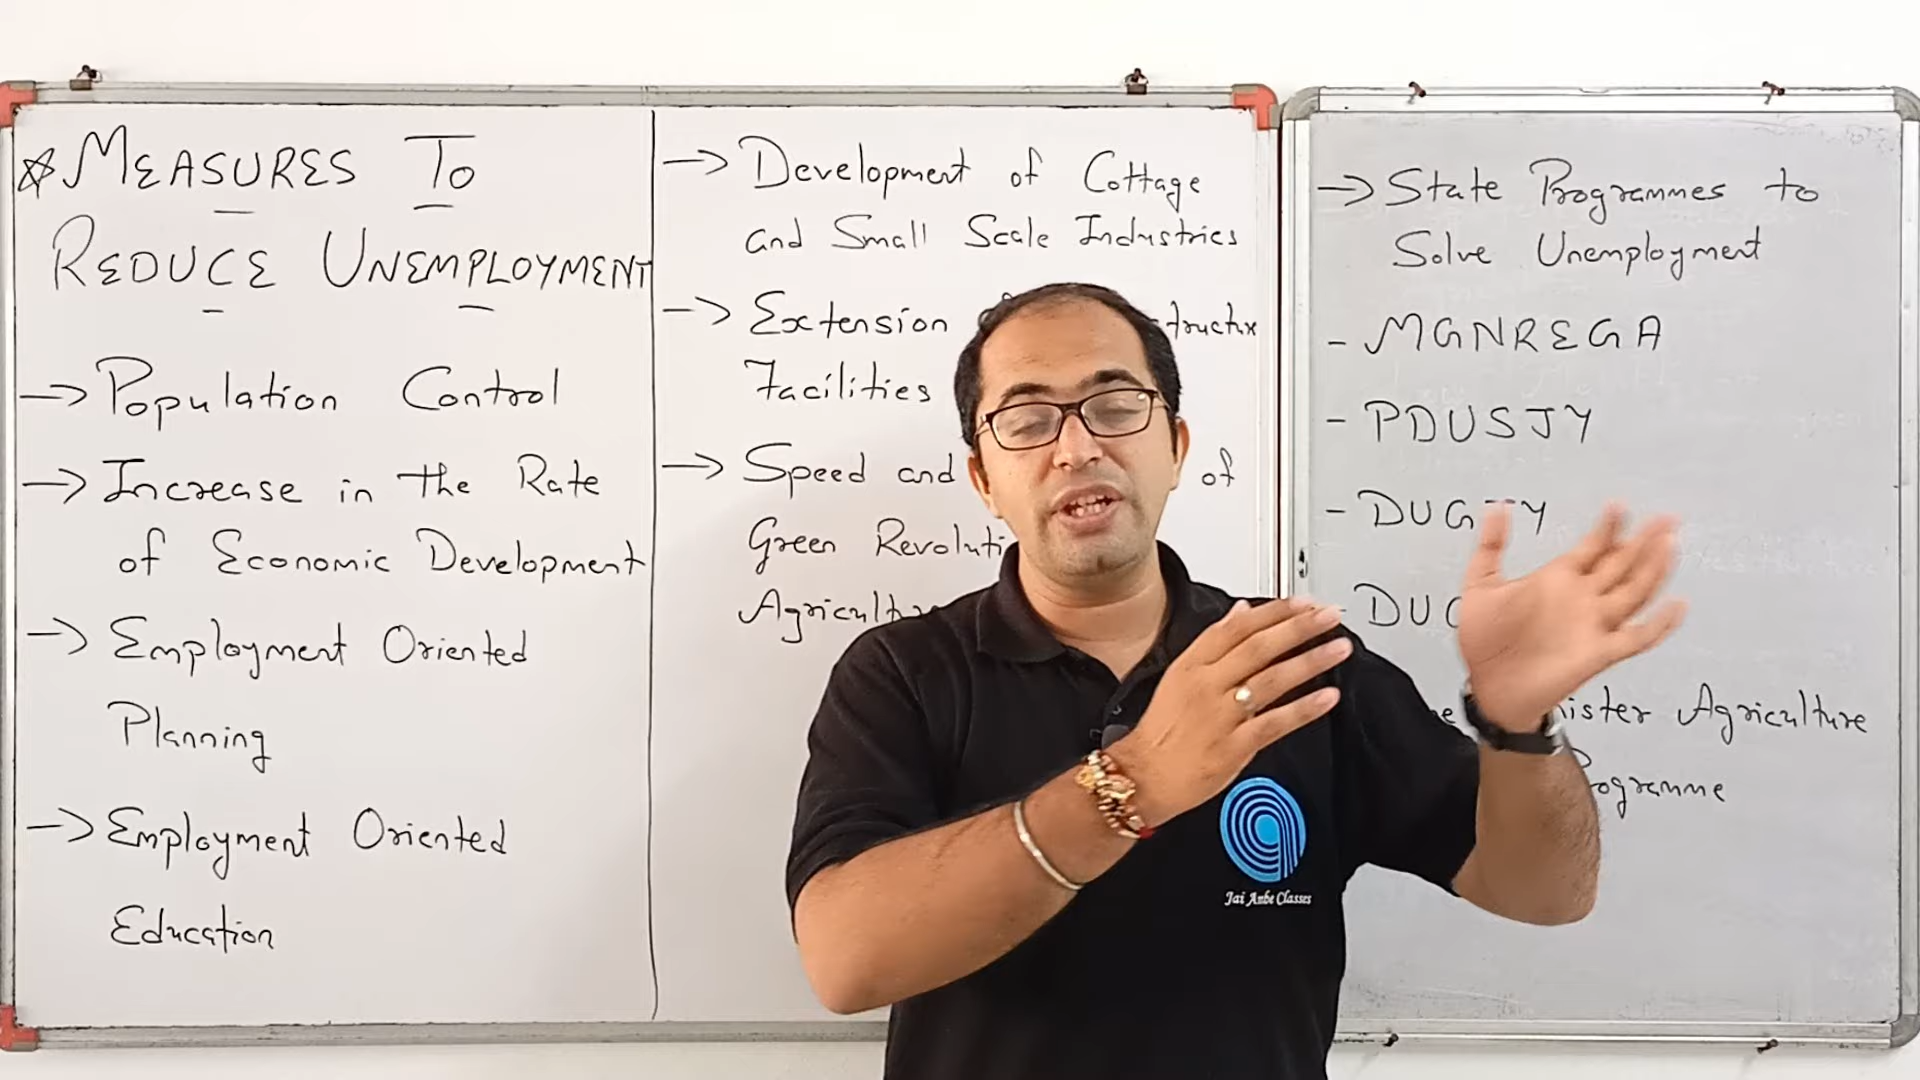 ☆ MEASURES TO
REDUCE UNEMPLOYMENT
→ Population Control
→ Increase in the Rate
of Economic Development
→ Employment Oriented
Planning
→ Employment Oriented
Education
→ Development of Cottage
and Small Scale Industries
→ Extension
Facilities
→ Speed and of
Green
→ State Programmes to
Solve Unemployment
- MGNREGA
- PDUSJY
Agriculture
Jai Ambe Classes